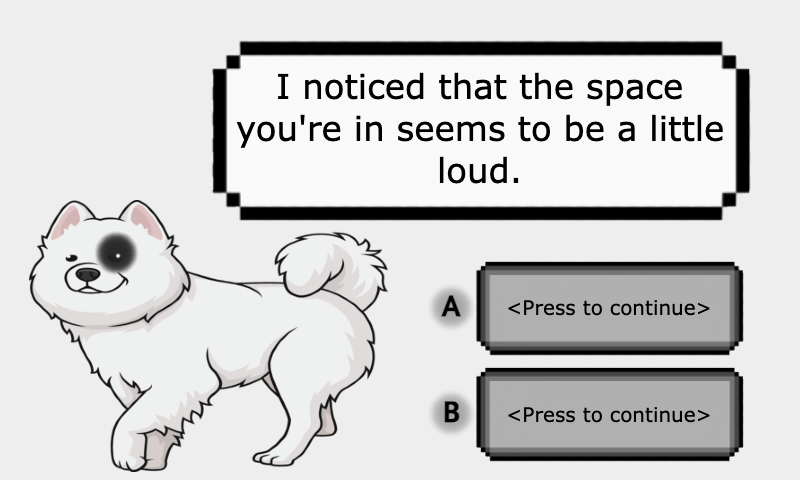 I noticed that the space
you're in seems to be a little
loud.
A
<Press to continue>
B
<Press to continue>